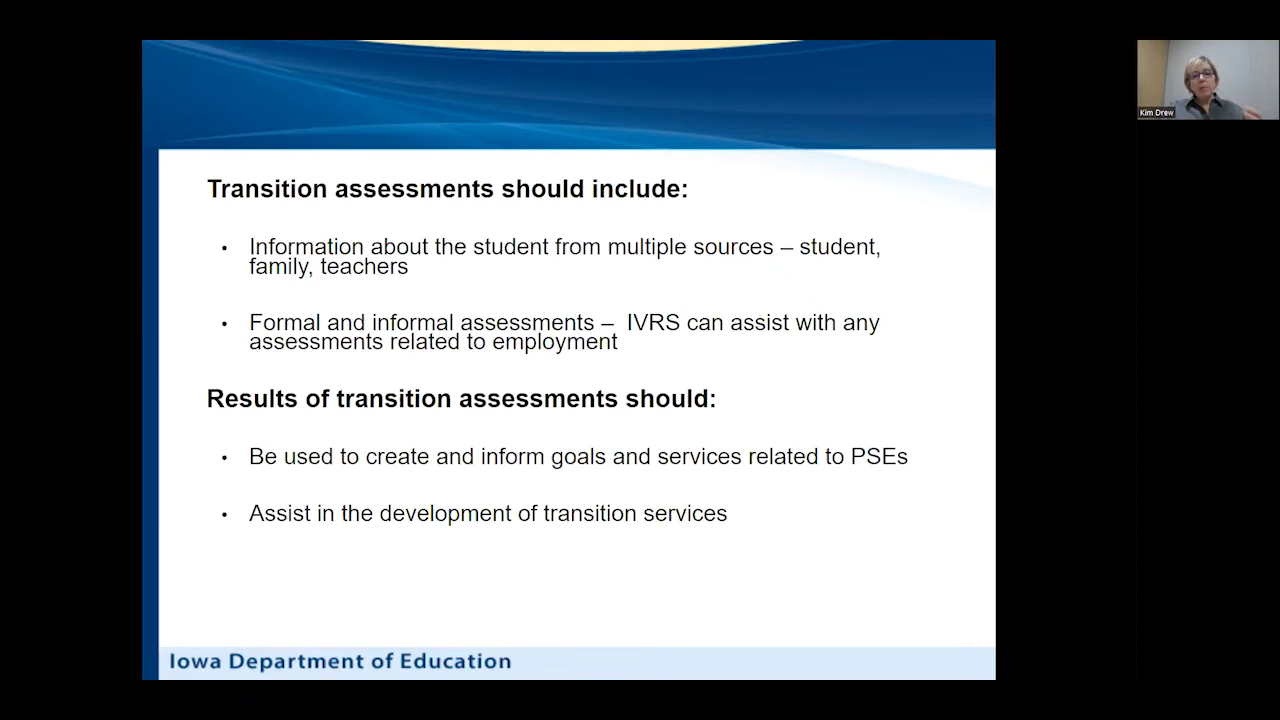 Kim Drew
Transition assessments should include:
• Information about the student from multiple sources – student,
family, teachers
• Formal and informal assessments – IVRS can assist with any
assessments related to employment
Results of transition assessments should:
• Be used to create and inform goals and services related to PSEs
• Assist in the development of transition services
Iowa Department of Education